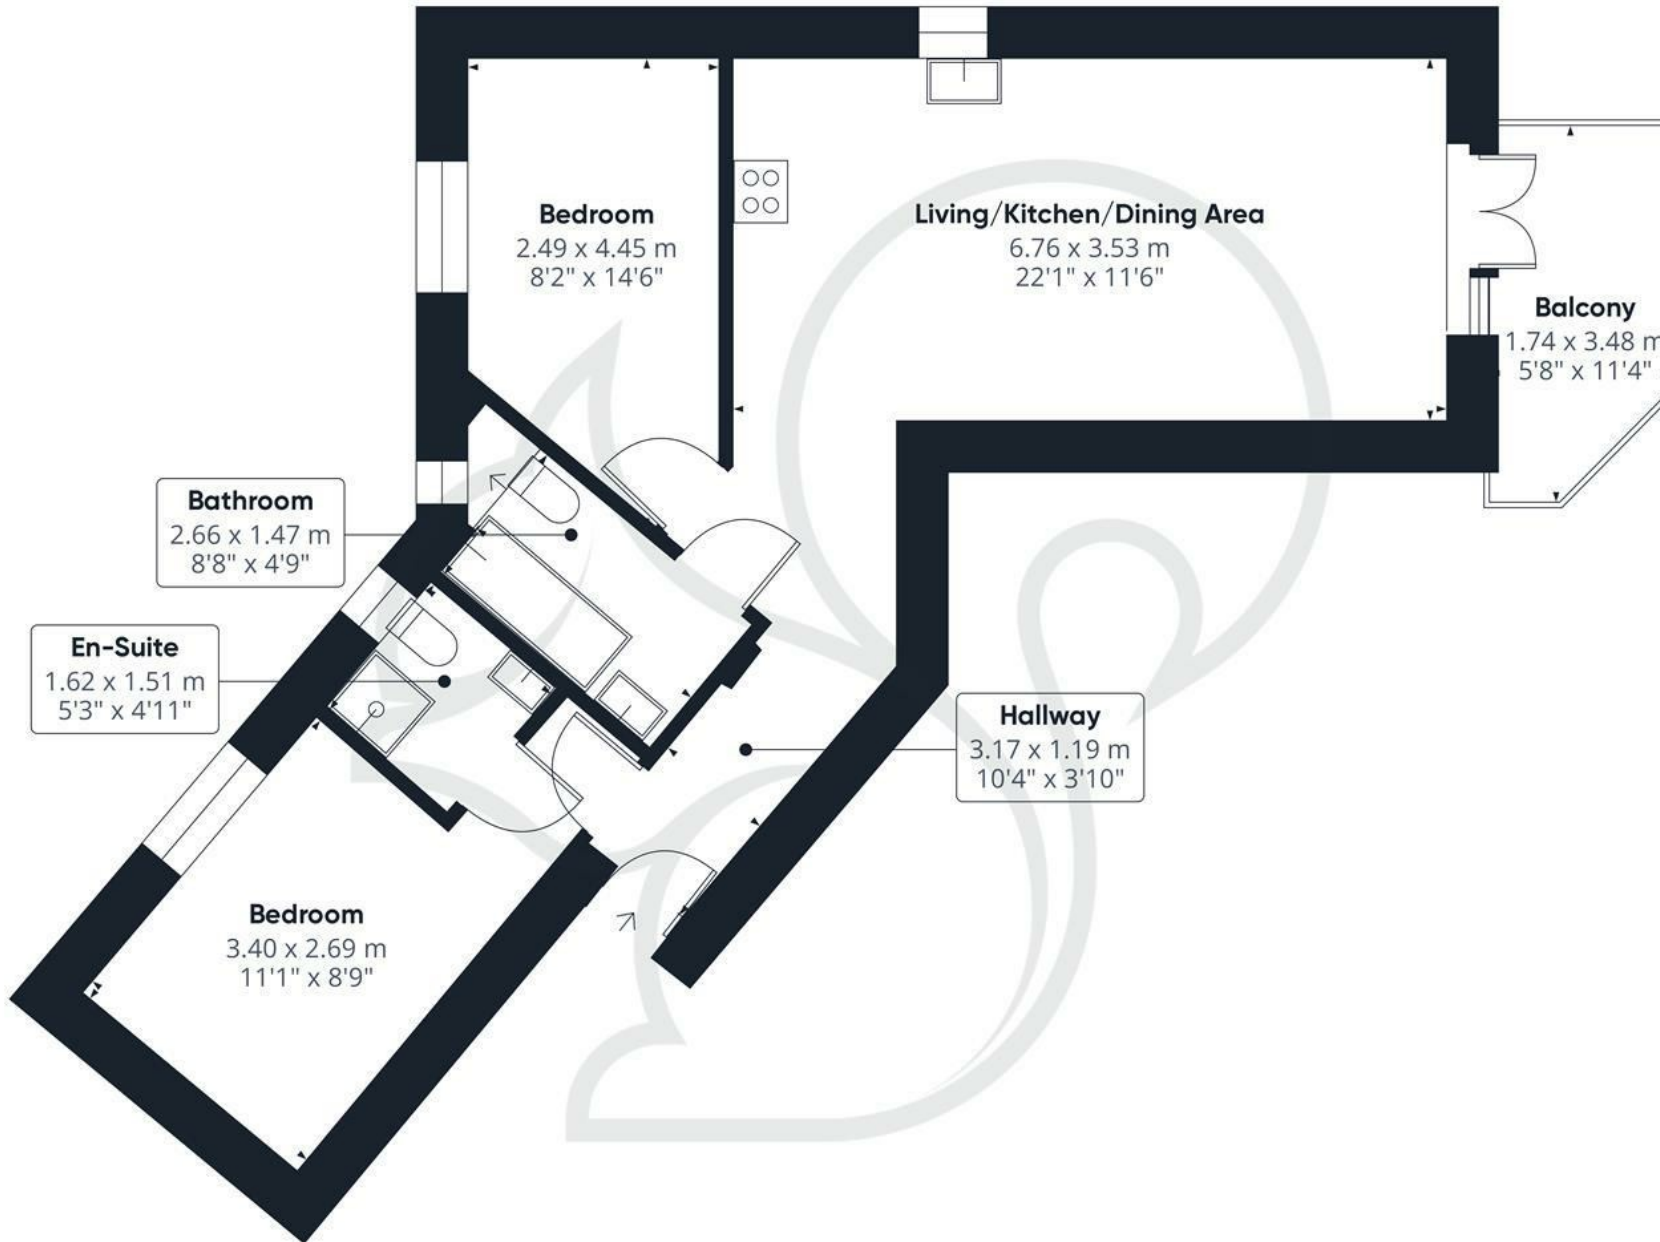 Bedroom
2.49 x 4.45 m
8'2" x 14'6"
Living/Kitchen/Dining Area
6.76 x 3.53 m
22'1" x 11'6"
Balcony
1.74 x 3.48 m
5'8" x 11'4"
Bathroom
2.66 x 1.47 m
8'8" x 4'9"
En-Suite
1.62 x 1.51 m
5'3" x 4'11"
Hallway
3.17 x 1.19 m
10'4" x 3'10"
Bedroom
3.40 x 2.69 m
11'1" x 8'9"